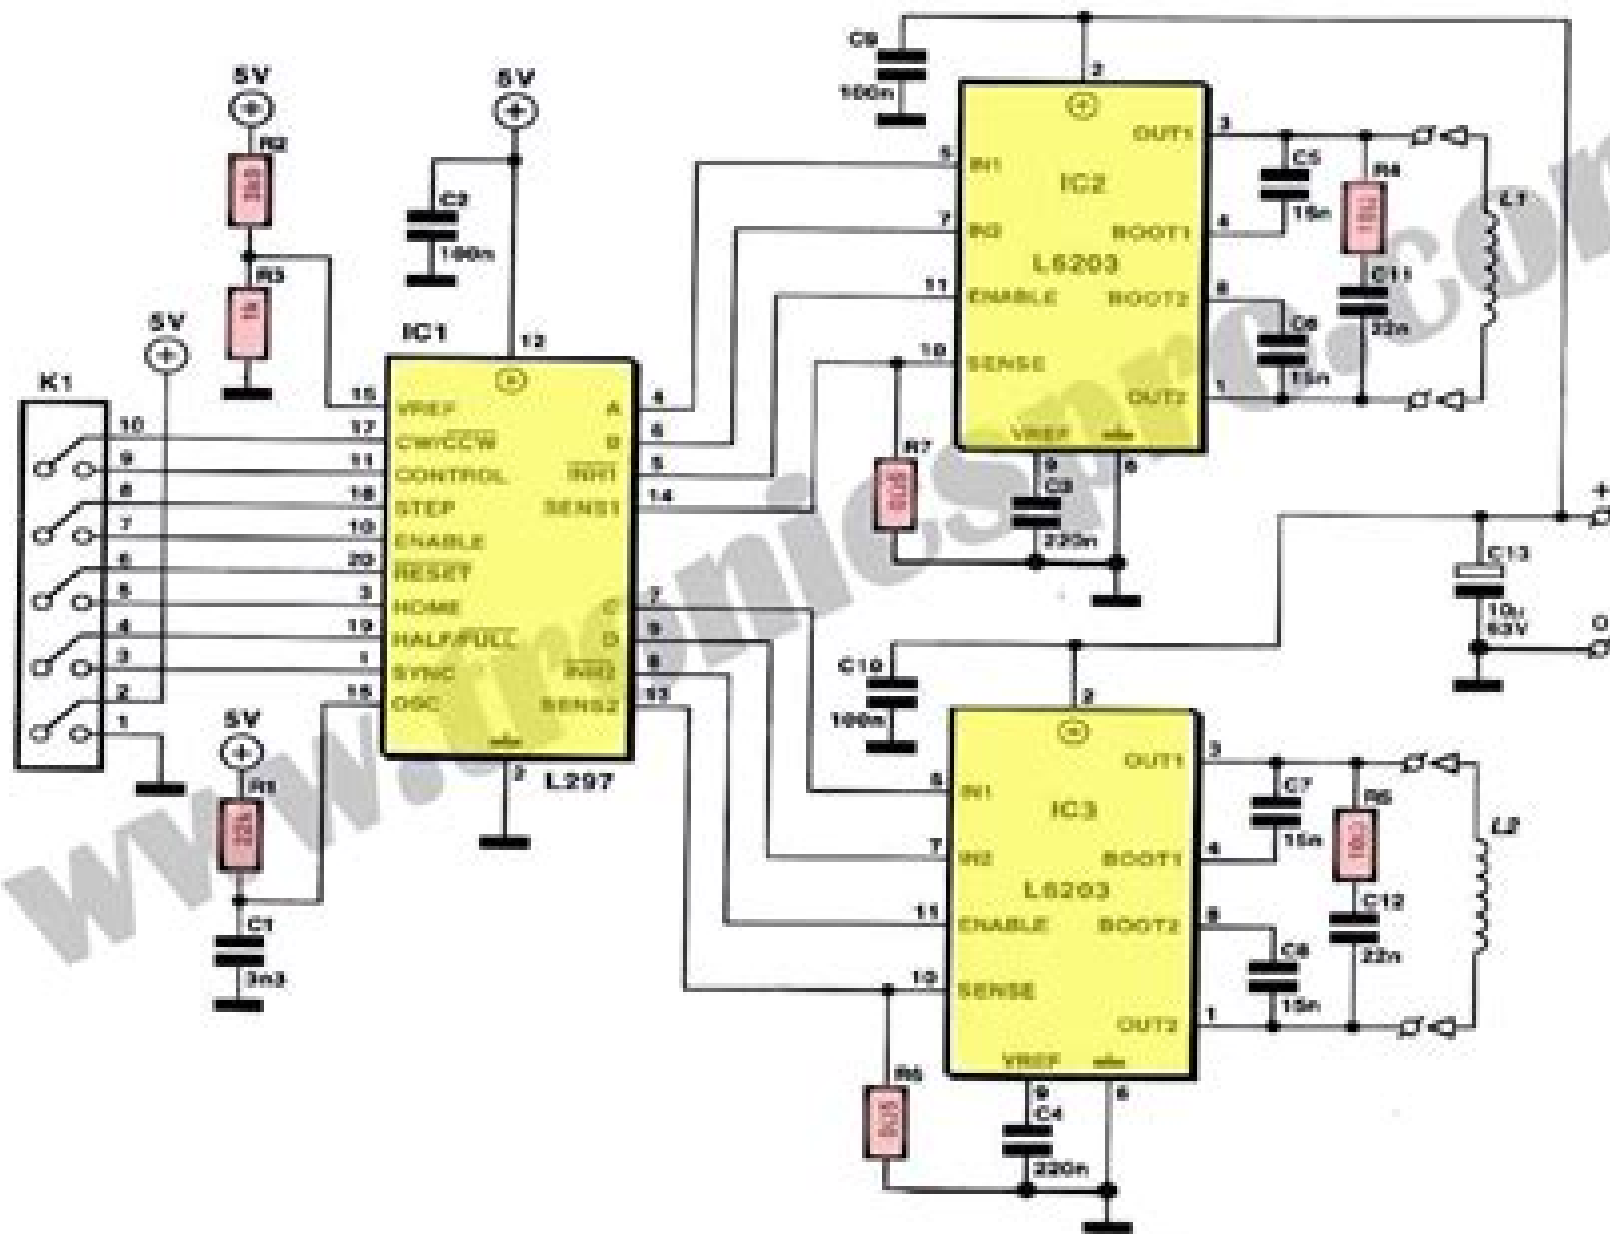 5V
R2
5V
C2
100n
R3
1k
5V
IC1
12
K1
10
9
8
7
6
5
4
3
2
1
15
17
11
18
10
20
3
19
1
VREF
CW/CCW
CONTROL
STEP
ENABLE
RESET
HOME
HALF/FULL
SYNC
OSC
A
B
INH1
SENS1
C
D
INH2
SENS2
4
6
5
14
7
9
8
13
2
L297
5V
R1
22k
C1
3n3
C9
100n
2
5
7
11
10
IN1
IN2
ENABLE
SENSE
IC2
L6203
OUT1
BOOT1
BOOT2
OUT2
VREF
3
4
8
1
9
6
C5
15n
R4
C11
22n
C6
15n
L1
R7
C3
220n
+
C13
10u
63V
0
C10
100n
2
5
7
11
10
IN1
IN2
ENABLE
SENSE
IC3
L6203
OUT1
BOOT1
BOOT2
OUT2
VREF
3
4
8
1
9
6
C7
15n
R5
C12
22n
C8
15n
L2
R6
C4
220n